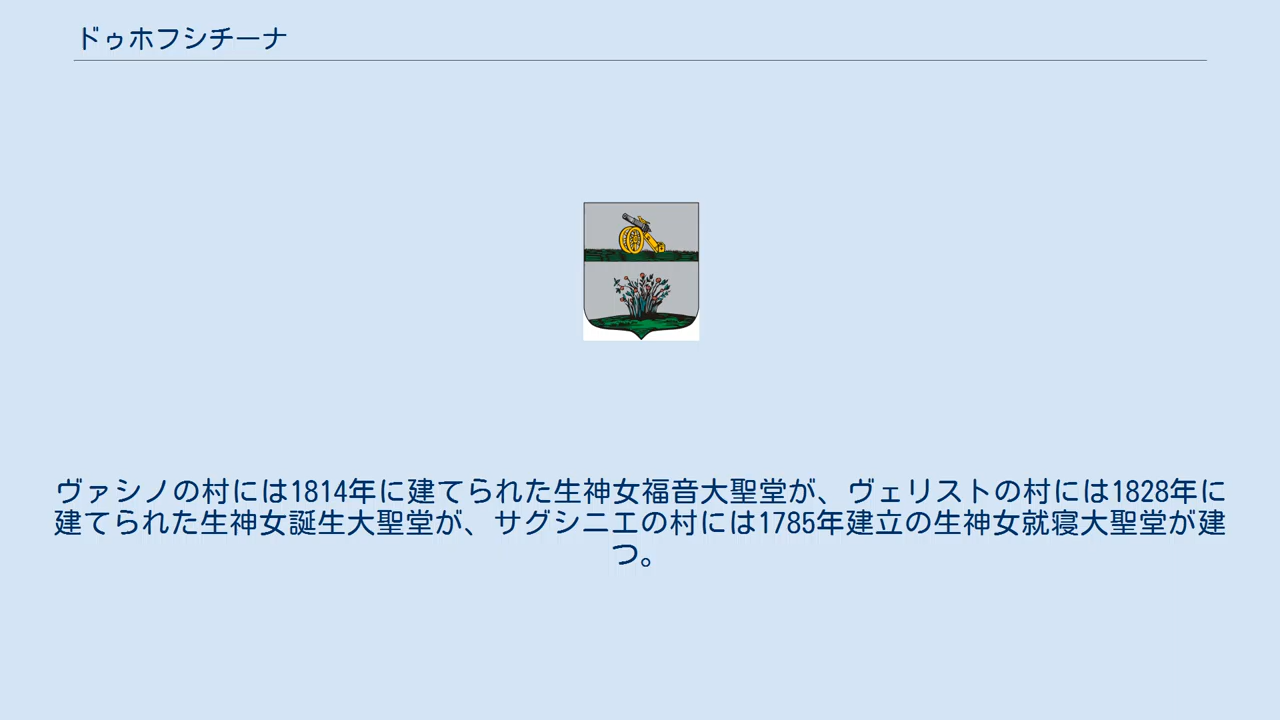 ドゥホフシチーナ
ヴァシノの村には1814年に建てられた生神女福音大聖堂が、ヴェリストの村には1828年に
建てられた生神女誕生大聖堂が、サグシニエの村には1785年建立の生神女就寝大聖堂が建
つ。